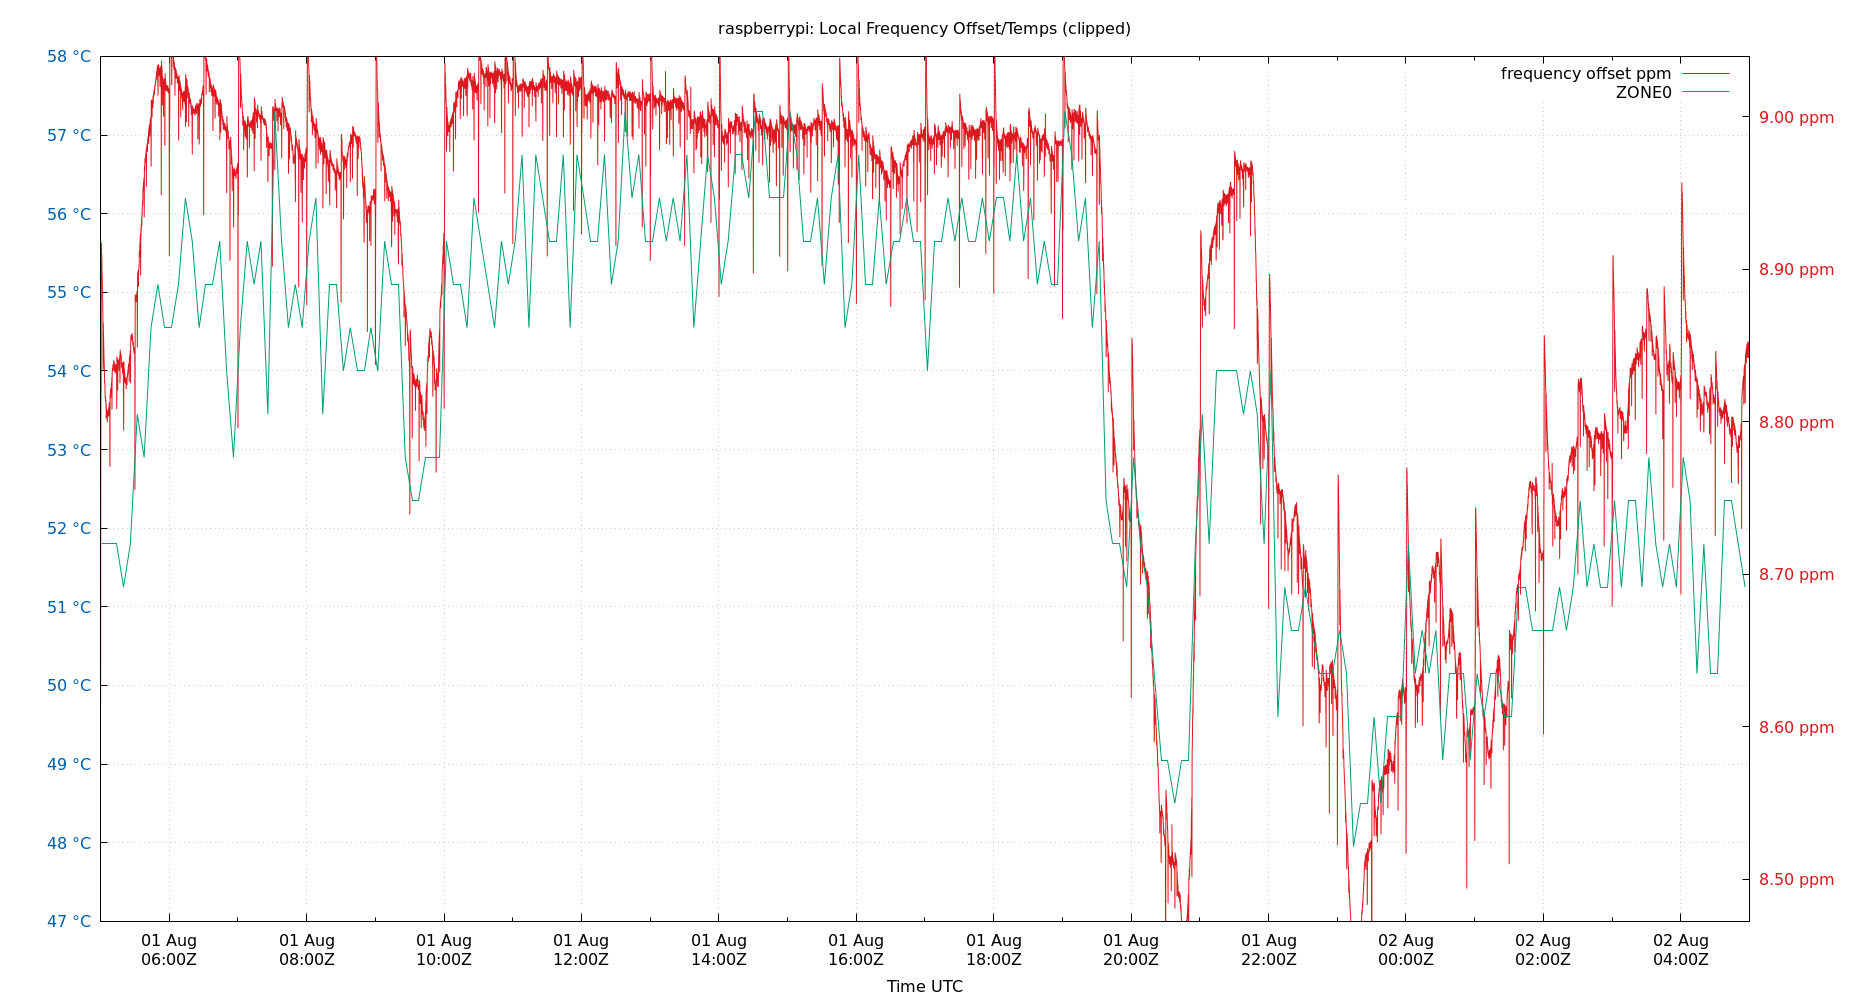 raspberrypi: Local Frequency Offset/Temps (clipped)
frequency offset ppm
ZONE0
58 °C
57 °C
56 °C
55 °C
54 °C
53 °C
52 °C
51 °C
50 °C
49 °C
48 °C
47 °C
9.00 ppm
8.90 ppm
8.80 ppm
8.70 ppm
8.60 ppm
8.50 ppm
01 Aug 01 Aug 01 Aug 01 Aug 01 Aug 01 Aug 01 Aug 01 Aug 01 Aug 02 Aug 02 Aug 02 Aug
06:00Z 08:00Z 10:00Z 12:00Z 14:00Z 16:00Z 18:00Z 20:00Z 22:00Z 00:00Z 02:00Z 04:00Z
Time UTC